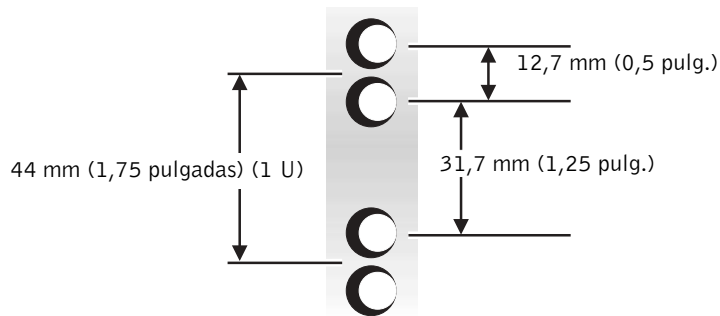 12,7 mm (0,5 pulg.)
44 mm (1,75 pulgadas) (1 U)
31,7 mm (1,25 pulg.)